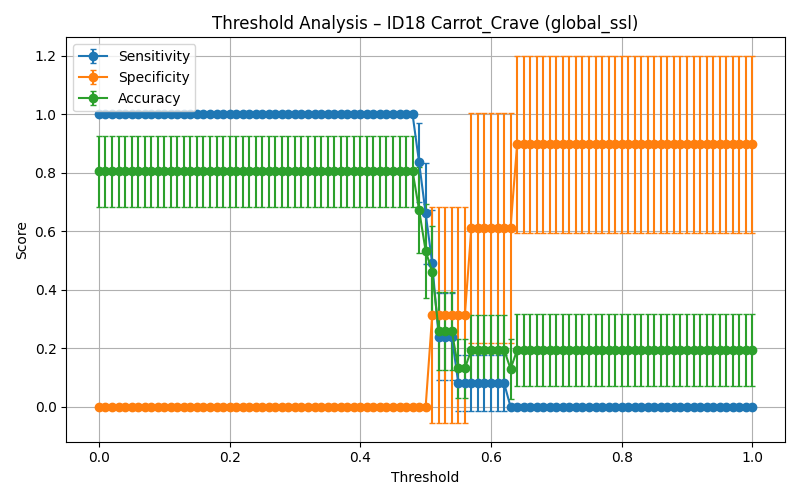 Threshold Analysis – ID18 Carrot_Crave (global_ssl)
Sensitivity
Specificity
Accuracy
Score
1.2
1.0
0.8
0.6
0.4
0.2
0.0
0.0 0.2 0.4 0.6 0.8 1.0
Threshold